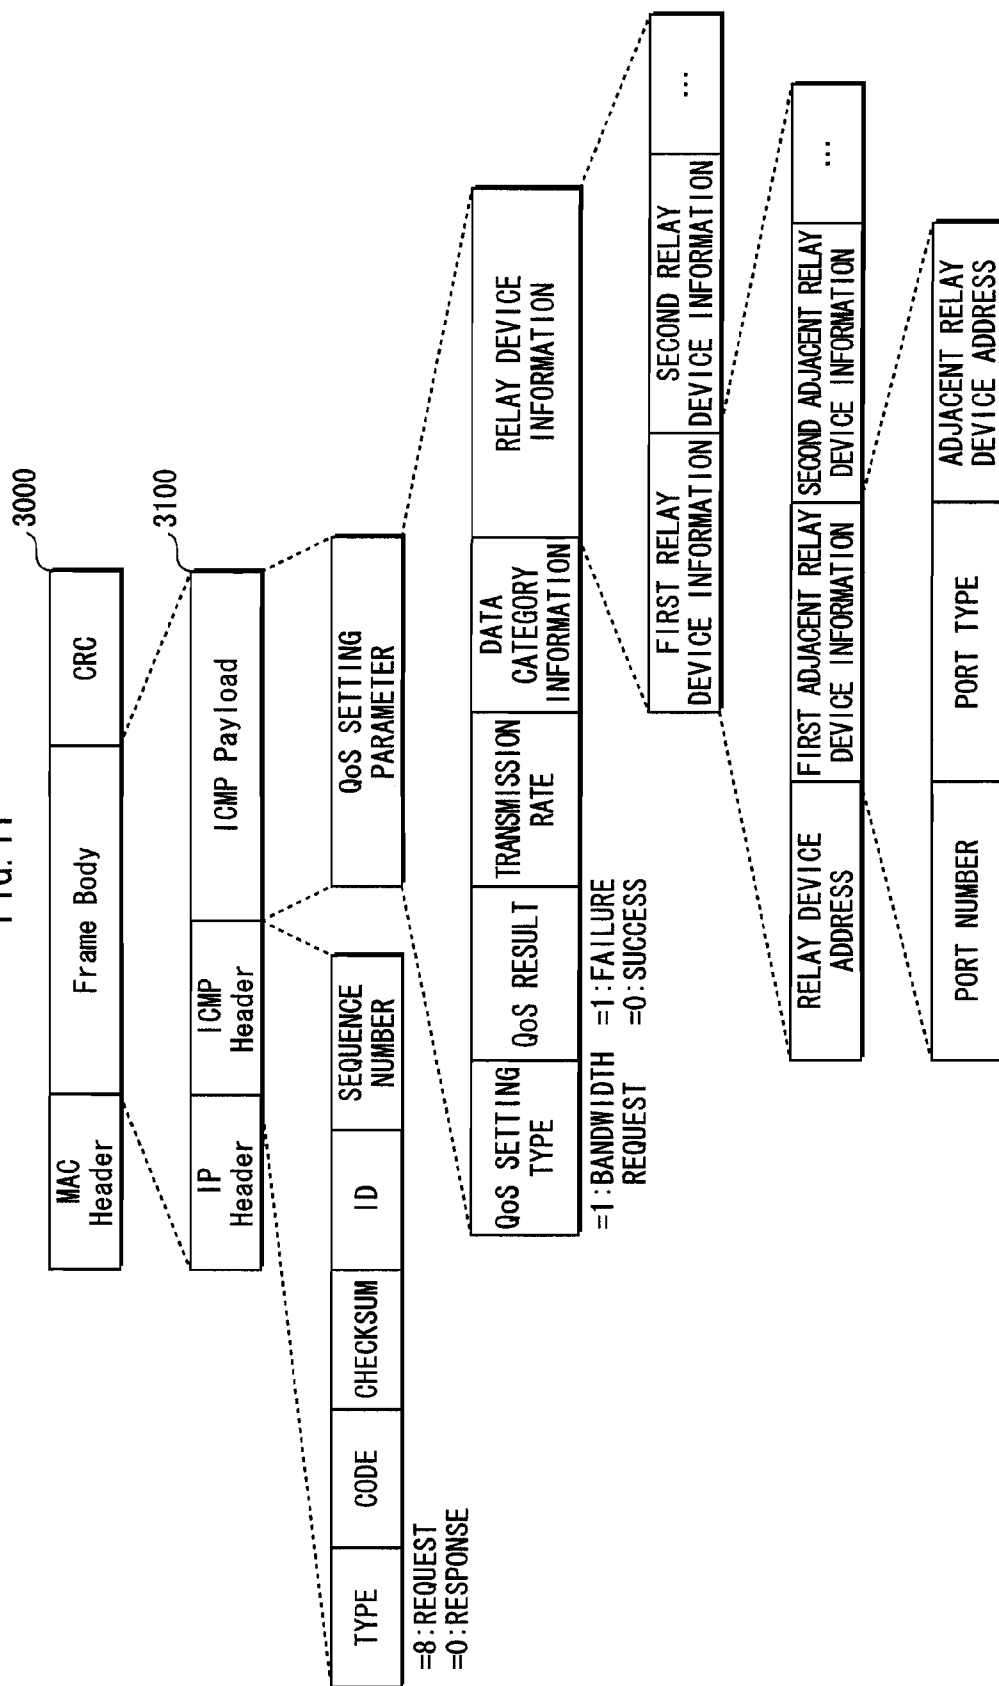 3000
MAC
Header
Frame Body
CRC
3100
IP
Header
ICMP
Header
ICMP Payload
TYPE
CODE
CHECKSUM
ID
SEQUENCE
NUMBER
QoS SETTING
PARAMETER
=8:REQUEST
=0:RESPONSE
QoS SETTING
TYPE
QoS RESULT
TRANSMISSION
RATE
DATA
CATEGORY
INFORMATION
RELAY DEVICE
INFORMATION
=1:BANDWIDTH
REQUEST
=1:FAILURE
=0:SUCCESS
FIRST RELAY
DEVICE INFORMATION
SECOND RELAY
DEVICE INFORMATION
...
RELAY DEVICE
ADDRESS
FIRST ADJACENT RELAY
DEVICE INFORMATION
SECOND ADJACENT RELAY
DEVICE INFORMATION
...
PORT NUMBER
PORT TYPE
ADJACENT RELAY
DEVICE ADDRESS